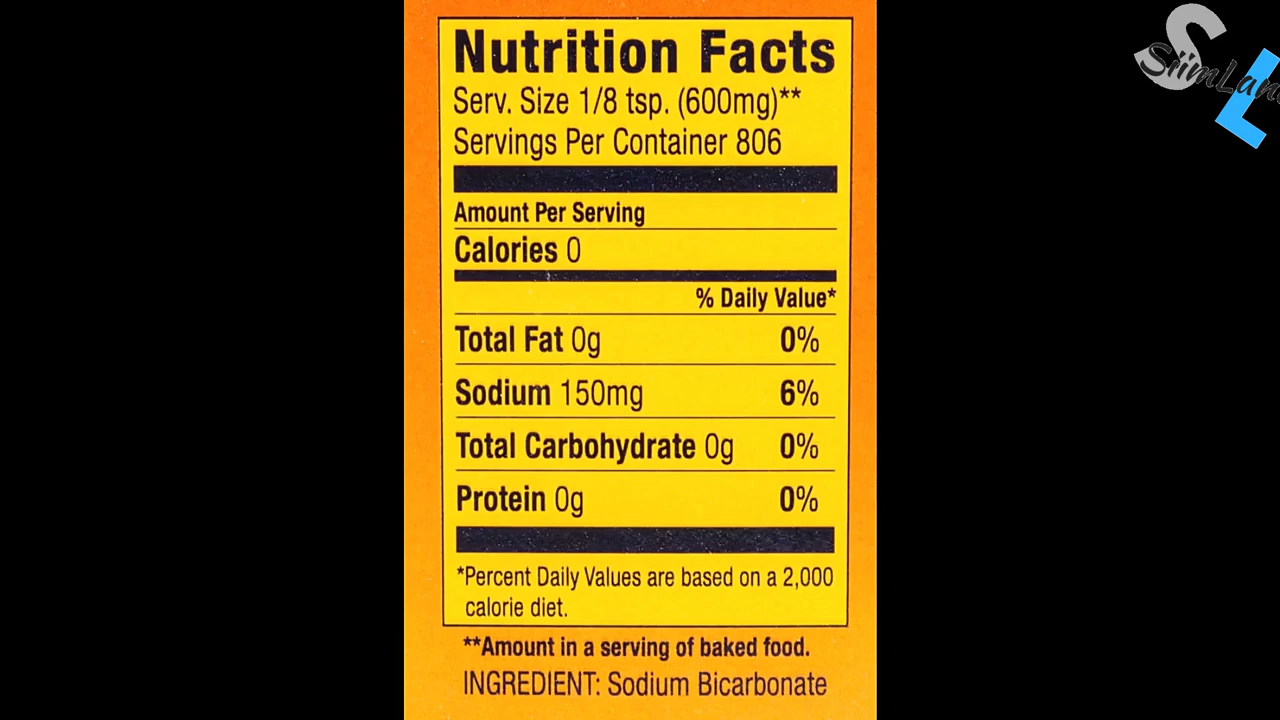 Nutrition Facts
Serv. Size 1/8 tsp. (600mg)**
Servings Per Container 806
Amount Per Serving
Calories 0
% Daily Value*
Total Fat 0g 0%
Sodium 150mg 6%
Total Carbohydrate 0g 0%
Protein 0g 0%
*Percent Daily Values are based on a 2,000
calorie diet.
**Amount in a serving of baked food.
INGREDIENT: Sodium Bicarbonate
SL